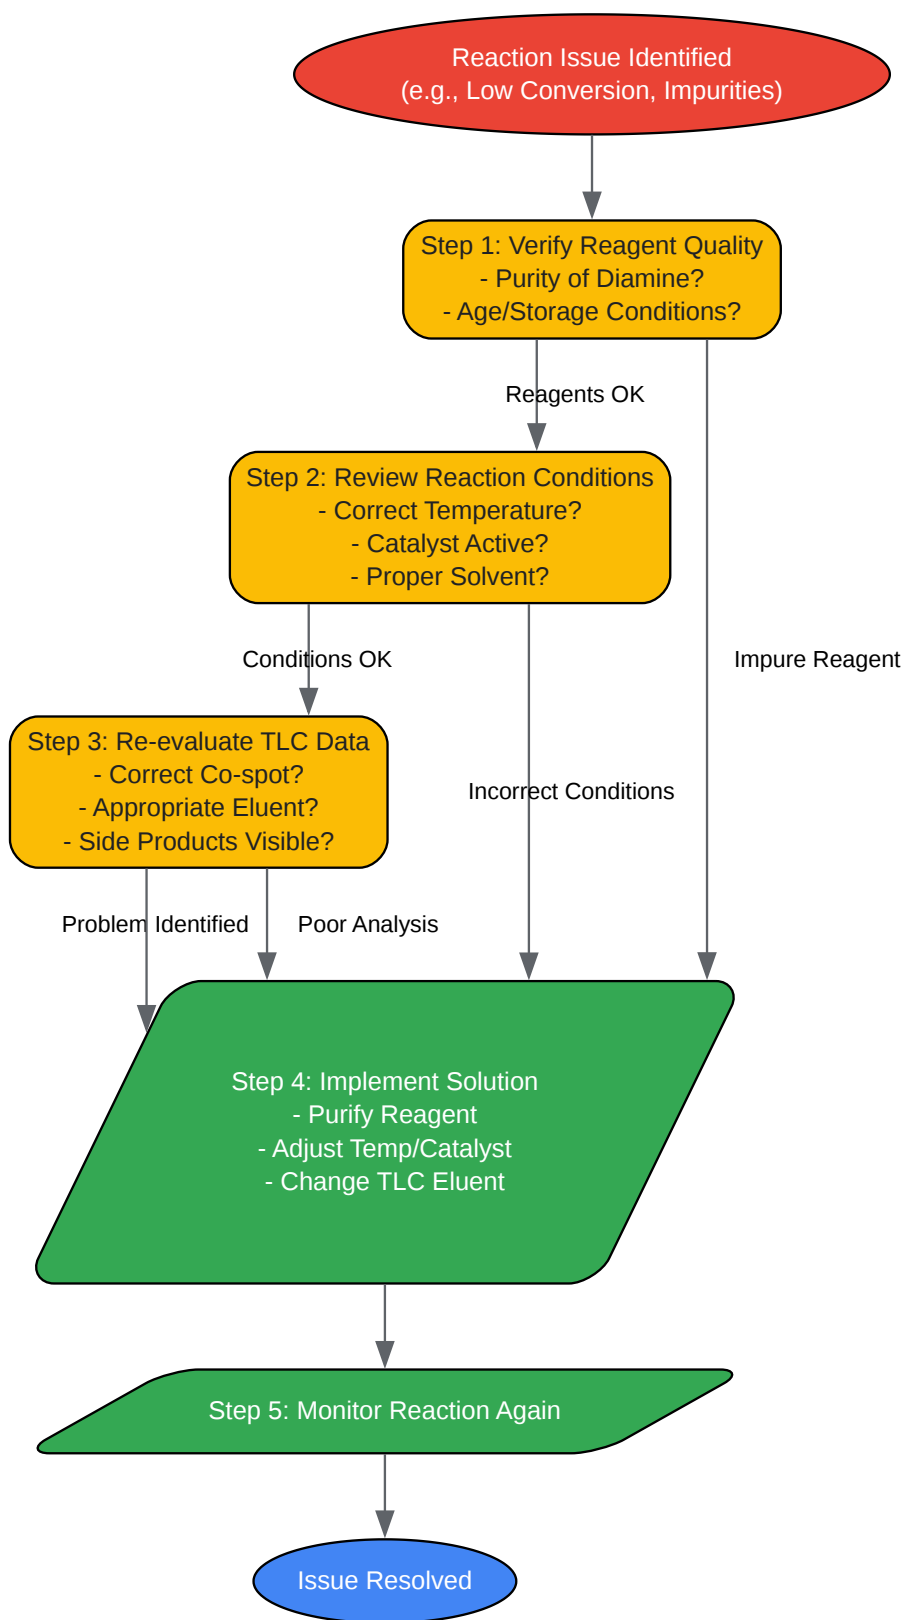 Reaction Issue Identified
(e.g., Low Conversion, Impurities)
Step 1: Verify Reagent Quality
- Purity of Diamine?
- Age/Storage Conditions?
Reagents OK
Step 2: Review Reaction Conditions
- Correct Temperature?
- Catalyst Active?
- Proper Solvent?
Conditions OK
Impure Reagent
Step 3: Re-evaluate TLC Data
- Correct Co-spot?
- Appropriate Eluent?
- Side Products Visible?
Incorrect Conditions
Problem Identified
Poor Analysis
Step 4: Implement Solution
- Purify Reagent
- Adjust Temp/Catalyst
- Change TLC Eluent
Step 5: Monitor Reaction Again
Issue Resolved